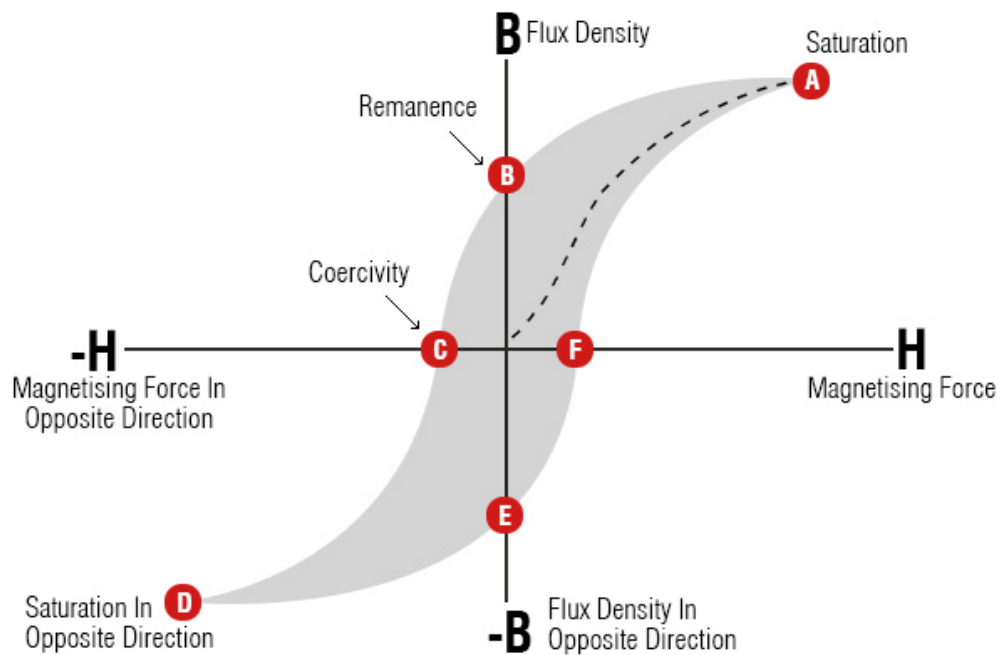 B Flux Density
Saturation
A
Remanence
B
Coercivity
-H
C
F
H
Magnetising Force In
Opposite Direction
Magnetising Force
E
D
Saturation In
Opposite Direction
-B
Flux Density In
Opposite Direction